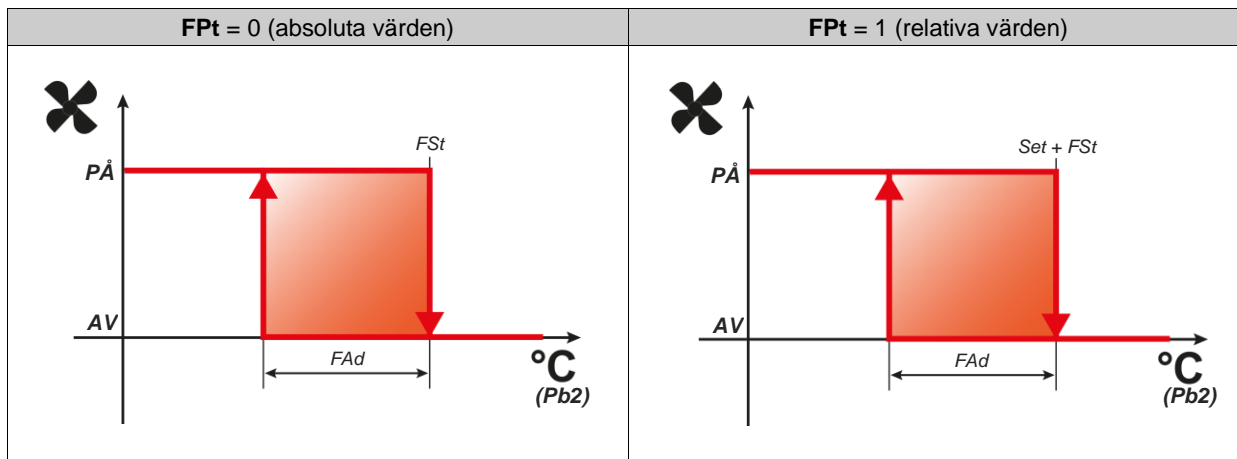 FPt = 0 (absoluta värden)
FPt = 1 (relativa värden)
FSt
PÅ
AV
FAd
°C
(Pb2)
Set + FSt
PÅ
AV
FAd
°C
(Pb2)